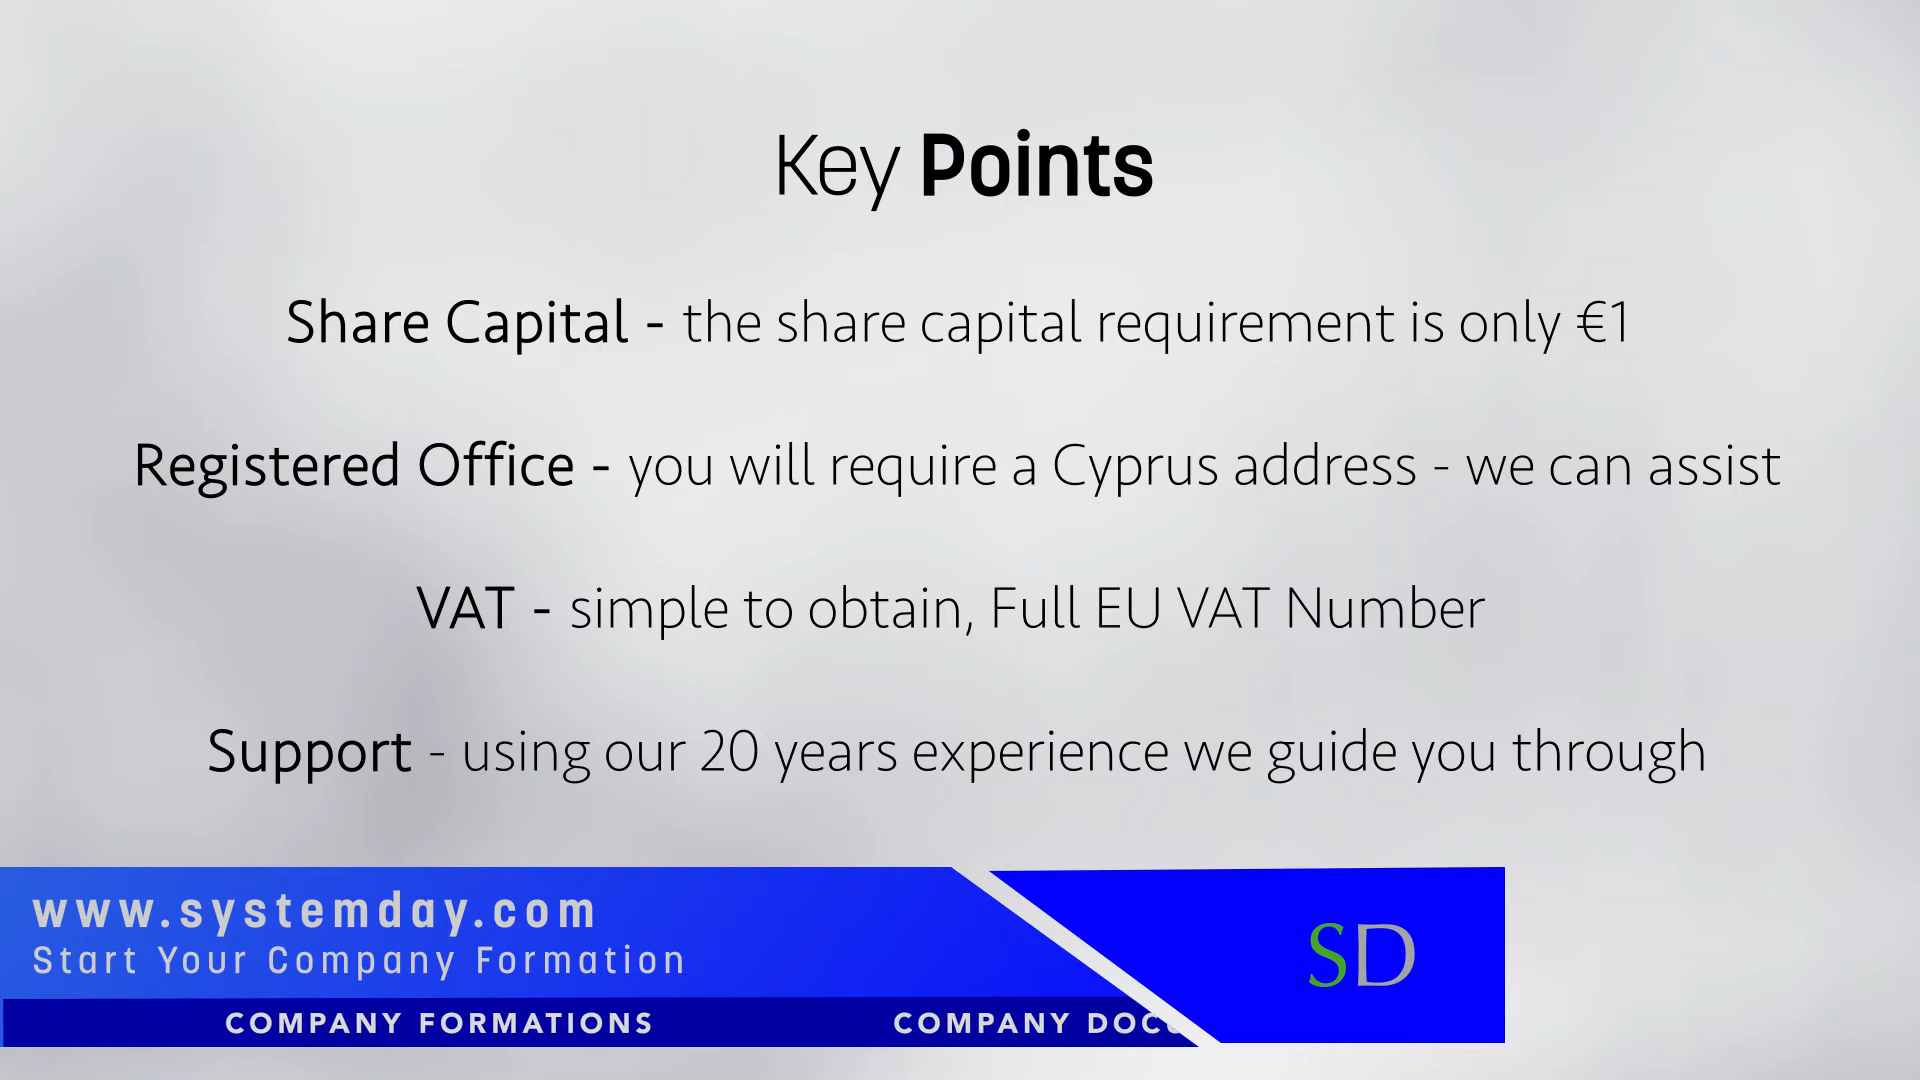 Key Points
Share Capital - the share capital requirement is only €1
Registered Office - you will require a Cyprus address - we can assist
VAT - simple to obtain, Full EU VAT Number
Support - using our 20 years experience we guide you through
www.systemday.com
Start Your Company Formation
SD
COMPANY FORMATIONS
COMPANY